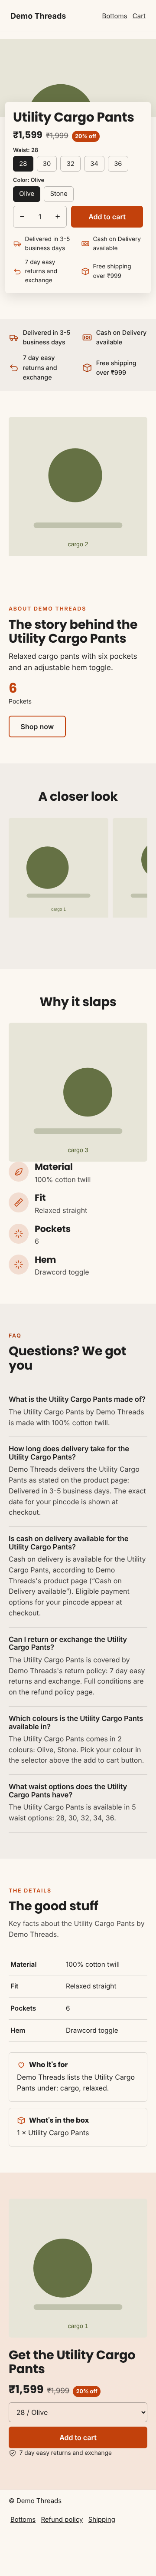 Demo Threads
Bottoms Cart
Utility Cargo Pants
₹1,599 ₹1,999 20% off
Waist: 28
28 30 32 34 36
Color: Olive
Olive Stone
− 1 + Add to cart
Delivered in 3-5 business days
Cash on Delivery available
7 day easy returns and exchange
Free shipping over ₹999
Delivered in 3-5 business days
Cash on Delivery available
7 day easy returns and exchange
Free shipping over ₹999
cargo 2
ABOUT DEMO THREADS
The story behind the
Utility Cargo Pants
Relaxed cargo pants with six pockets
and an adjustable hem toggle.
6
Pockets
Shop now
A closer look
cargo 1
Why it slaps
cargo 3
Material
100% cotton twill
Fit
Relaxed straight
Pockets
6
Hem
Drawcord toggle
FAQ
Questions? We got
you
What is the Utility Cargo Pants made of?
The Utility Cargo Pants by Demo Threads
is made with 100% cotton twill.
How long does delivery take for the
Utility Cargo Pants?
Demo Threads delivers the Utility Cargo
Pants as stated on the product page:
Delivered in 3-5 business days. The exact
date for your pincode is shown at
checkout.
Is cash on delivery available for the
Utility Cargo Pants?
Cash on delivery is available for the Utility
Cargo Pants, according to Demo
Threads's product page ("Cash on
Delivery available"). Eligible payment
options for your pincode appear at
checkout.
Can I return or exchange the Utility
Cargo Pants?
The Utility Cargo Pants is covered by
Demo Threads's return policy: 7 day easy
returns and exchange. Full conditions are
on the refund policy page.
Which colours is the Utility Cargo Pants
available in?
The Utility Cargo Pants comes in 2
colours: Olive, Stone. Pick your colour in
the selector above the add to cart button.
What waist options does the Utility
Cargo Pants have?
The Utility Cargo Pants is available in 5
waist options: 28, 30, 32, 34, 36.
THE DETAILS
The good stuff
Key facts about the Utility Cargo Pants by
Demo Threads.
Material 100% cotton twill
Fit Relaxed straight
Pockets 6
Hem Drawcord toggle
Who it's for
Demo Threads lists the Utility Cargo
Pants under: cargo, relaxed.
What's in the box
1 × Utility Cargo Pants
cargo 1
Get the Utility Cargo
Pants
₹1,599 ₹1,999 20% off
28 / Olive
Add to cart
7 day easy returns and exchange
© Demo Threads
Bottoms Refund policy Shipping